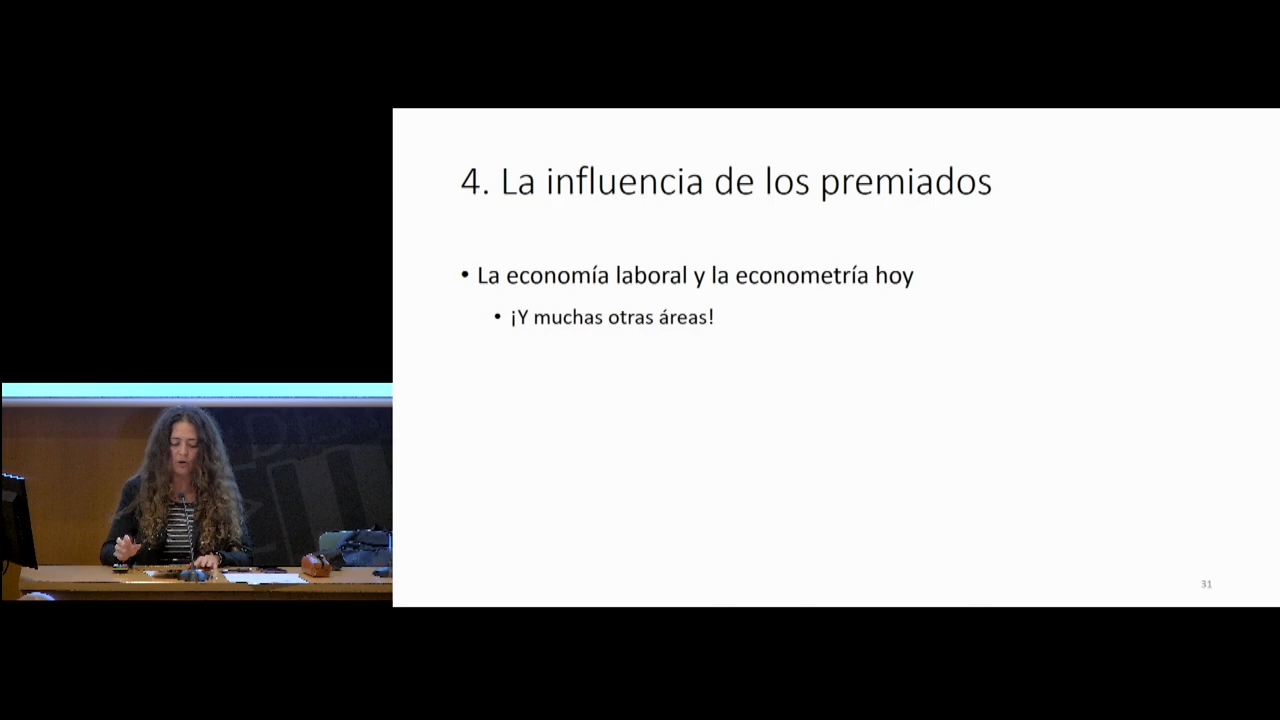 4. La influencia de los premiados
• La economía laboral y la econometría hoy
• ¡Y muchas otras áreas!
31